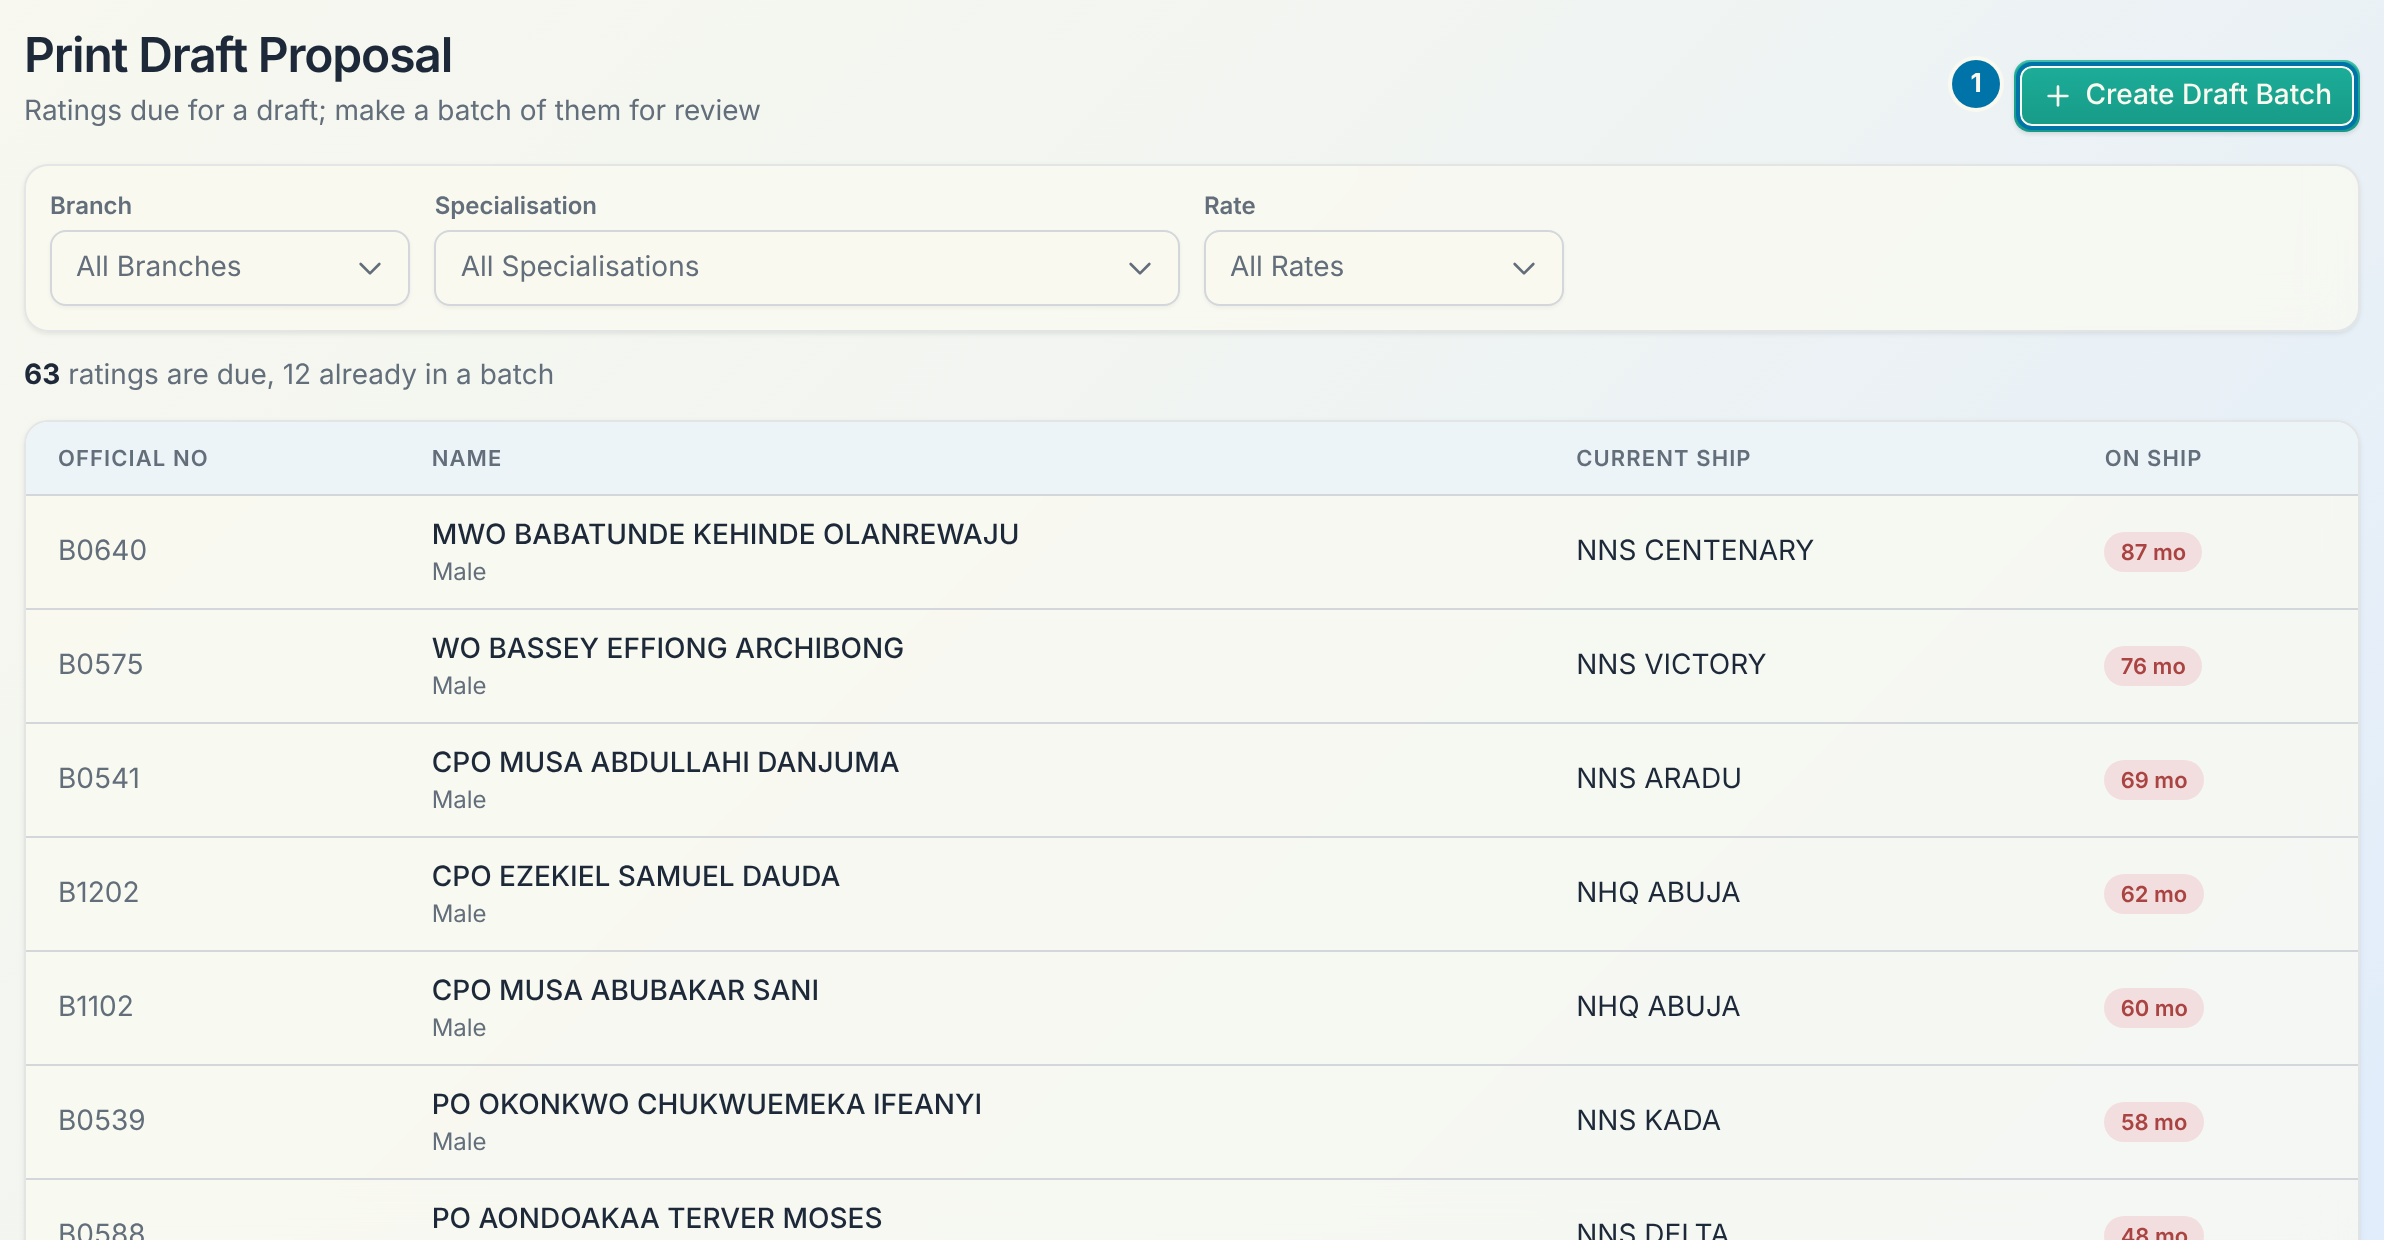 Print Draft Proposal
Ratings due for a draft; make a batch of them for review
1
+ Create Draft Batch
Branch
Specialisation
Rate
All Branches
All Specialisations
All Rates
63 ratings are due, 12 already in a batch
OFFICIAL NO
NAME
CURRENT SHIP
ON SHIP
B0640
MWO BABATUNDE KEHINDE OLANREWAJU
Male
NNS CENTENARY
87 mo
B0575
WO BASSEY EFFIONG ARCHIBONG
Male
NNS VICTORY
76 mo
B0541
CPO MUSA ABDULLAHI DANJUMA
Male
NNS ARADU
69 mo
B1202
CPO EZEKIEL SAMUEL DAUDA
Male
NHQ ABUJA
62 mo
B1102
CPO MUSA ABUBAKAR SANI
Male
NHQ ABUJA
60 mo
B0539
PO OKONKWO CHUKWUEMEKA IFEANYI
Male
NNS KADA
58 mo
B0588
PO AONDOAKAA TERVER MOSES
NNS DELTA
48 mo